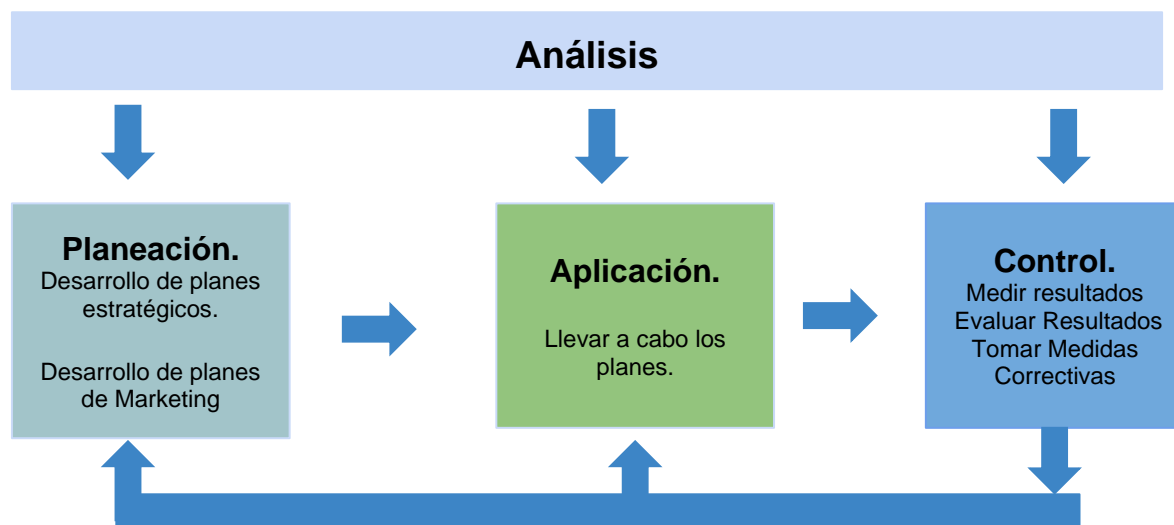 Análisis
Planeación.
Desarrollo de planes
estratégicos.
Desarrollo de planes
de Marketing
Aplicación.
Llevar a cabo los
planes.
Control.
Medir resultados
Evaluar Resultados
Tomar Medidas
Correctivas